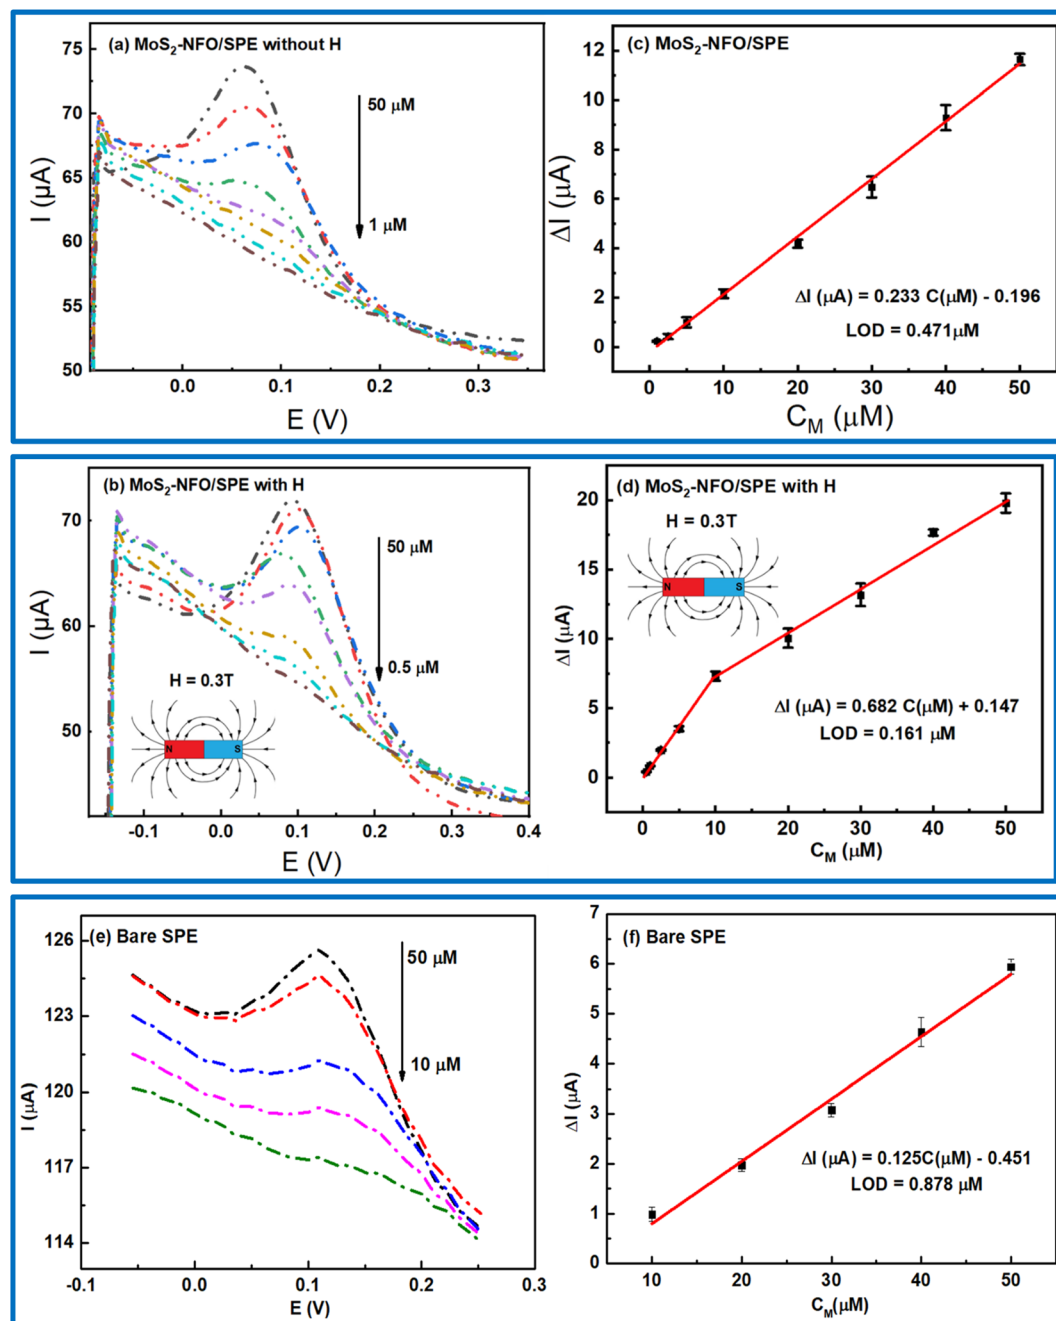 (a) MoS₂-NFO/SPE without H
75
70
65
60
55
50
I (µA)
50 µM
1 µM
0.0
0.1
0.2
0.3
E (V)
(c) MoS₂-NFO/SPE
12
10
8
6
4
2
0
ΔI (µA)
ΔI (µA) = 0.233 C(µM) - 0.196
LOD = 0.471µM
0
10
20
30
40
50
C_M (µM)
(b) MoS₂-NFO/SPE with H
70
60
50
I (µA)
50 µM
0.5 µM
H = 0.3T
N
S
-0.1
0.0
0.1
0.2
0.3
0.4
E (V)
(d) MoS₂-NFO/SPE with H
H = 0.3T
N
S
20
15
10
5
0
ΔI (µA)
ΔI (µA) = 0.682 C(µM) + 0.147
LOD = 0.161 µM
0
10
20
30
40
50
C_M (µM)
(e) Bare SPE
126
123
120
117
114
I (µA)
50 µM
10 µM
-0.1
0.0
0.1
0.2
0.3
E (V)
(f) Bare SPE
7
6
5
4
3
2
1
0
ΔI (µA)
ΔI (µA) = 0.125C(µM) - 0.451
LOD = 0.878 µM
10
20
30
40
50
C_M(µM)